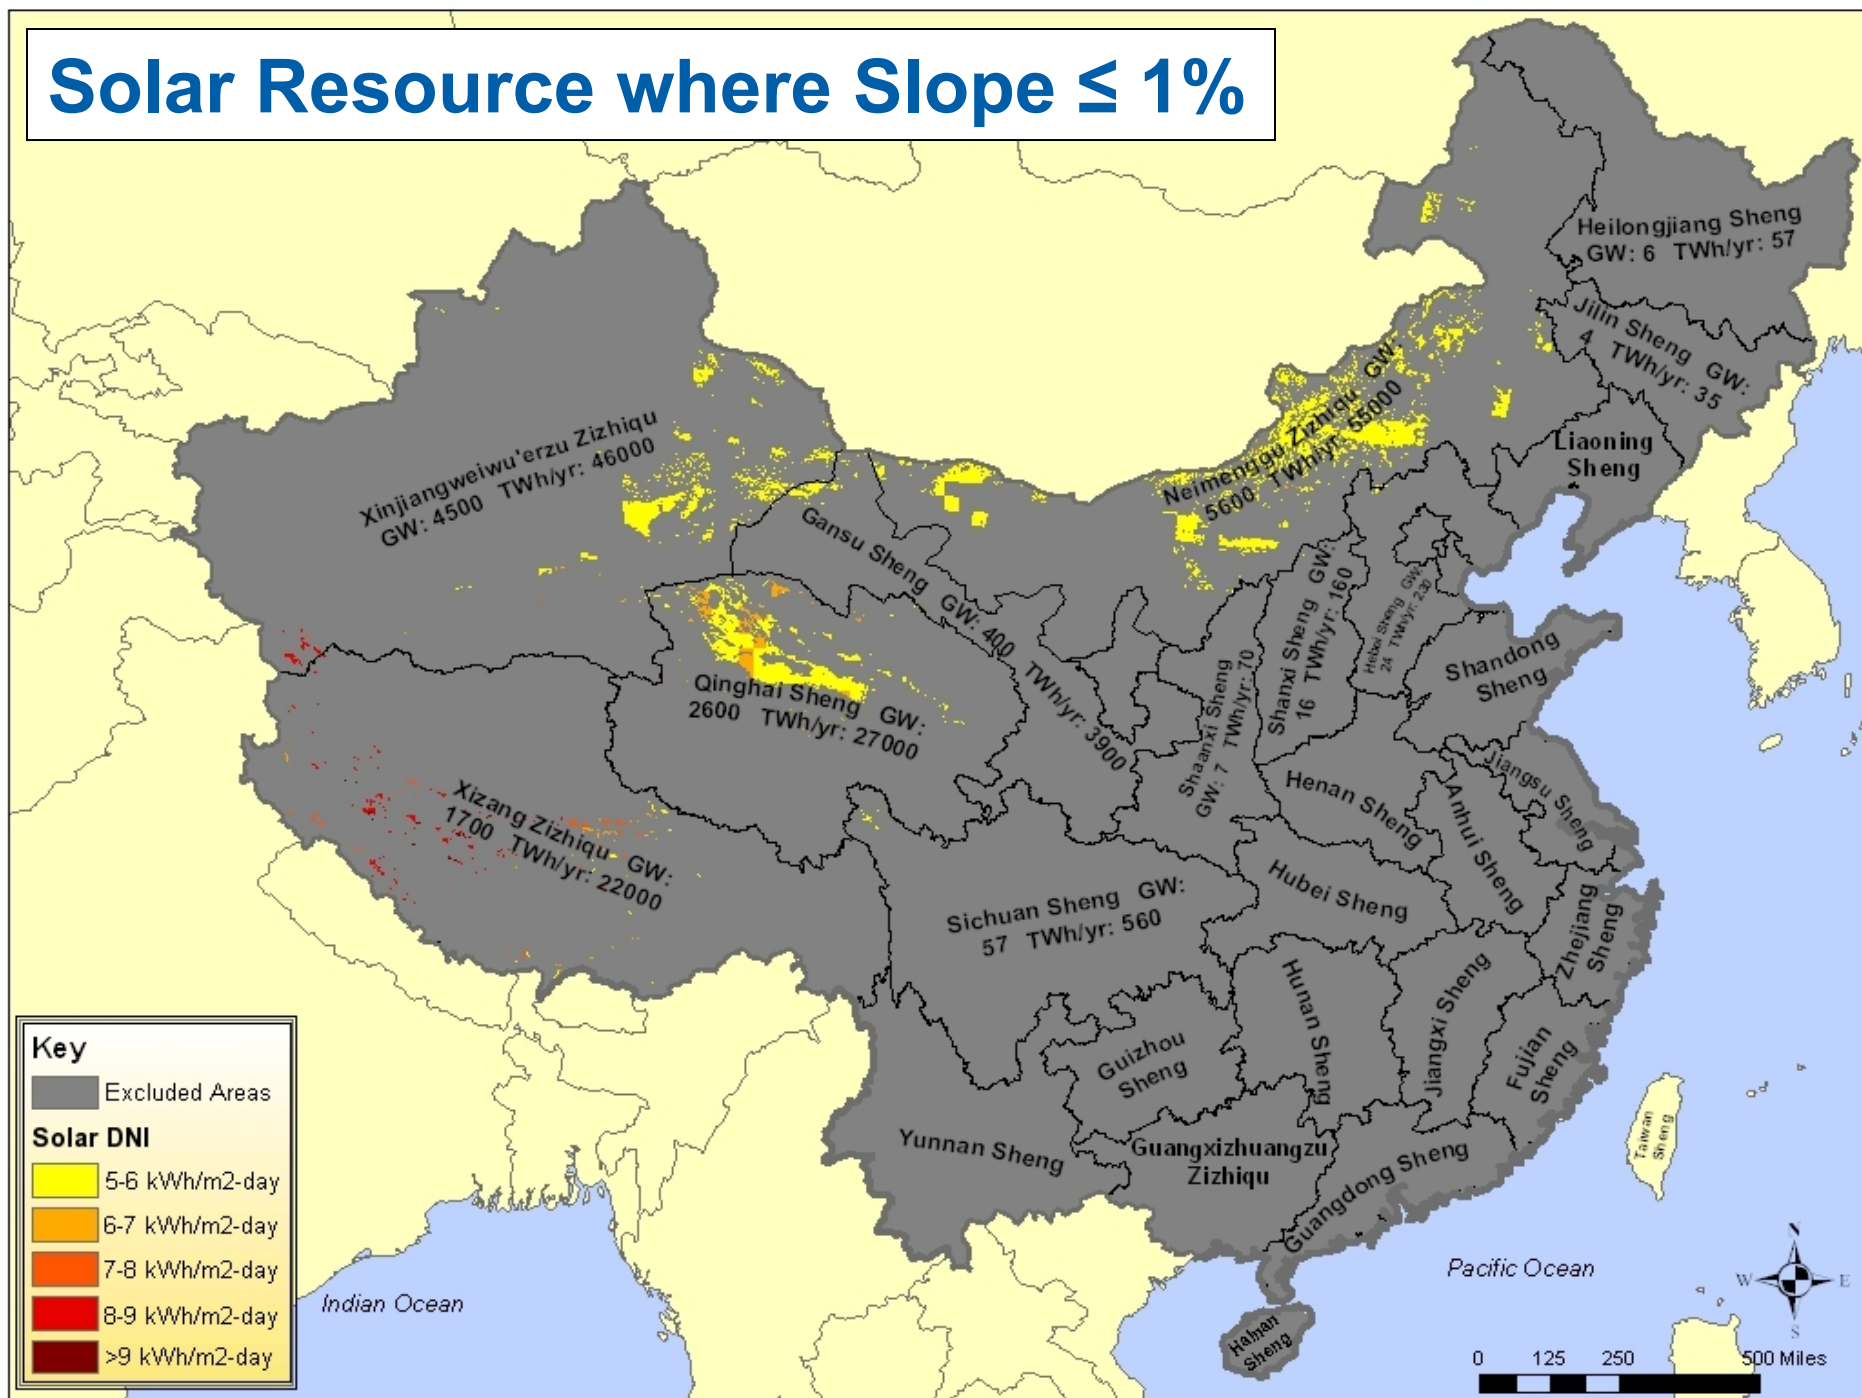 Solar Resource where Slope ≤ 1%
Heilongjiang Sheng
GW: 6 TWh/yr: 57
Jilin Sheng GW:
4 TWh/yr: 35
Liaoning
Sheng
Neimenggu Zizhiqu GW:
5600 TWh/yr: 55000
Xinjiangweiwu'erzu Zizhiqu
GW: 4500 TWh/yr: 46000
Gansu Sheng GW: 400 TWh/yr: 3900
Qinghai Sheng GW:
2600 TWh/yr: 27000
Shaanxi Sheng
GW: 7 TWh/yr: 70
Shanxi Sheng GW:
16 TWh/yr: 160
Hebei Sheng GW:
24 TWh/yr: 230
Shandong
Sheng
Xizang Zizhiqu GW:
1700 TWh/yr: 22000
Sichuan Sheng GW:
57 TWh/yr: 560
Henan Sheng
Jiangsu Sheng
Anhui Sheng
Hubei Sheng
Zhejiang
Sheng
Hunan Sheng
Jiangxi Sheng
Fujian
Sheng
Guizhou
Sheng
Yunnan Sheng
Guangxizhuangzu
Zizhiqu
Guangdong Sheng
Hainan
Sheng
Taiwan
Sheng
Indian Ocean
Pacific Ocean
Key
Excluded Areas
Solar DNI
5-6 kWh/m2-day
6-7 kWh/m2-day
7-8 kWh/m2-day
8-9 kWh/m2-day
>9 kWh/m2-day
N
W E
S
0 125 250 500 Miles